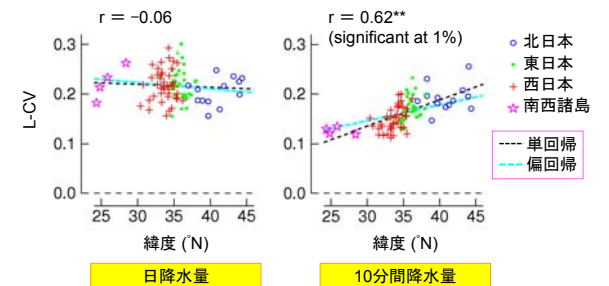 r = -0.06
r = 0.62**
(significant at 1%)
L-CV
0.3
0.2
0.1
0.0
25 30 35 40 45
緯度 (°N)
日降水量
0.3
0.2
0.1
0.0
25 30 35 40 45
緯度 (°N)
10分間降水量
北日本
東日本
西日本
南西諸島
単回帰
偏回帰